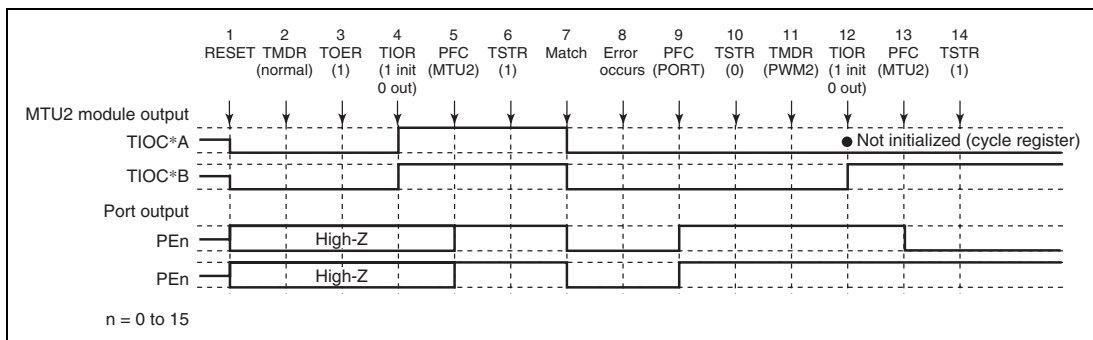 1 2 3 4 5 6 7 8 9 10 11 12 13 14
RESET TMDR TOER TIOR PFC TSTR Match Error PFC TSTR TMDR TIOR PFC TSTR
(normal) (1) (1 init (MTU2) (1) occurs (PORT) (0) (PWM2) (1 init (MTU2) (1)
0 out) 0 out)
MTU2 module output
TIOC*A ● Not initialized (cycle register)
TIOC*B
Port output
PEn High-Z
PEn High-Z
n = 0 to 15